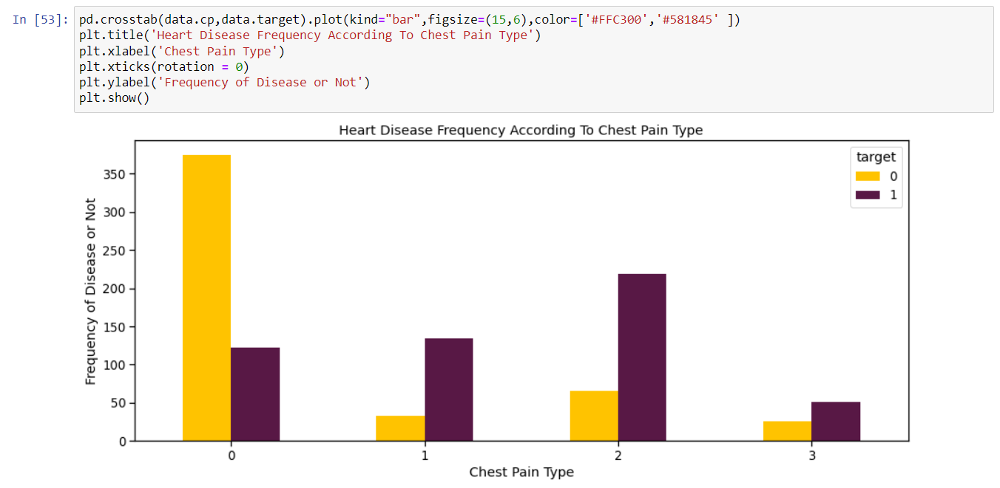 In [53]: pd.crosstab(data.cp,data.target).plot(kind="bar",figsize=(15,6),color=['#FFC300','#581845' ])
plt.title('Heart Disease Frequency According To Chest Pain Type')
plt.xlabel('Chest Pain Type')
plt.xticks(rotation = 0)
plt.ylabel('Frequency of Disease or Not')
plt.show()
Heart Disease Frequency According To Chest Pain Type
target
0
1
Frequency of Disease or Not
350
300
250
200
150
100
50
0
0 1 2 3
Chest Pain Type